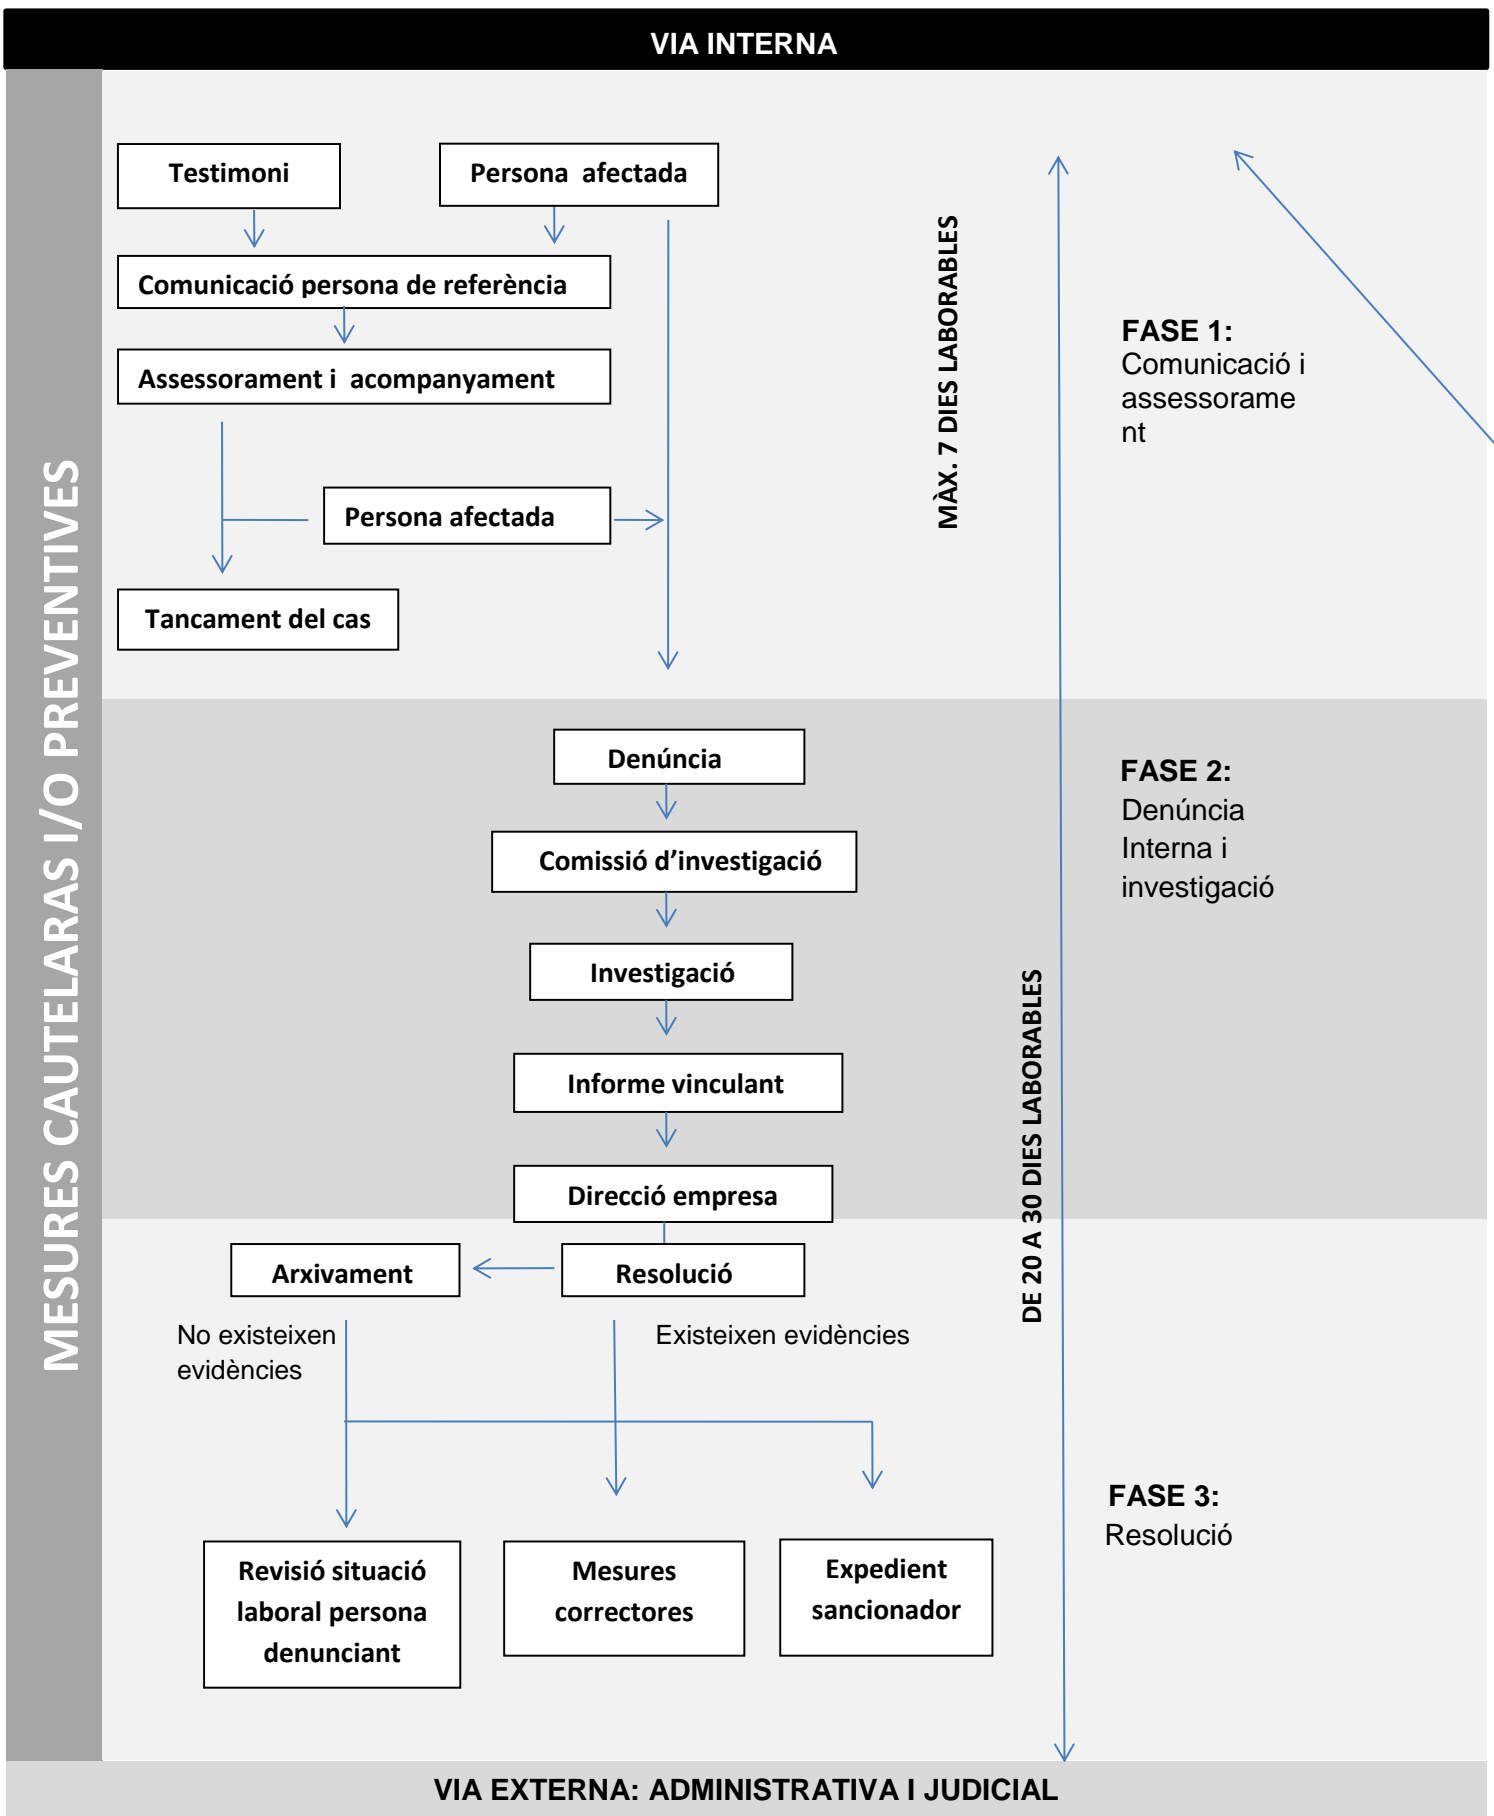 VIA INTERNA
MESURES CAUTELARAS I/O PREVENTIVES
Testimoni
Persona afectada
Comunicació persona de referència
Assessorament i acompanyament
Persona afectada
Tancament del cas
MÀX. 7 DIES LABORABLES
FASE 1:
Comunicació i
assessorame
nt
Denúncia
Comissió d’investigació
Investigació
Informe vinculant
Direcció empresa
FASE 2:
Denúncia
Interna i
investigació
DE 20 A 30 DIES LABORABLES
Arxivament
Resolució
No existeixen
evidències
Existeixen evidències
Revisió situació
laboral persona
denunciant
Mesures
correctores
Expedient
sancionador
FASE 3:
Resolució
VIA EXTERNA: ADMINISTRATIVA I JUDICIAL